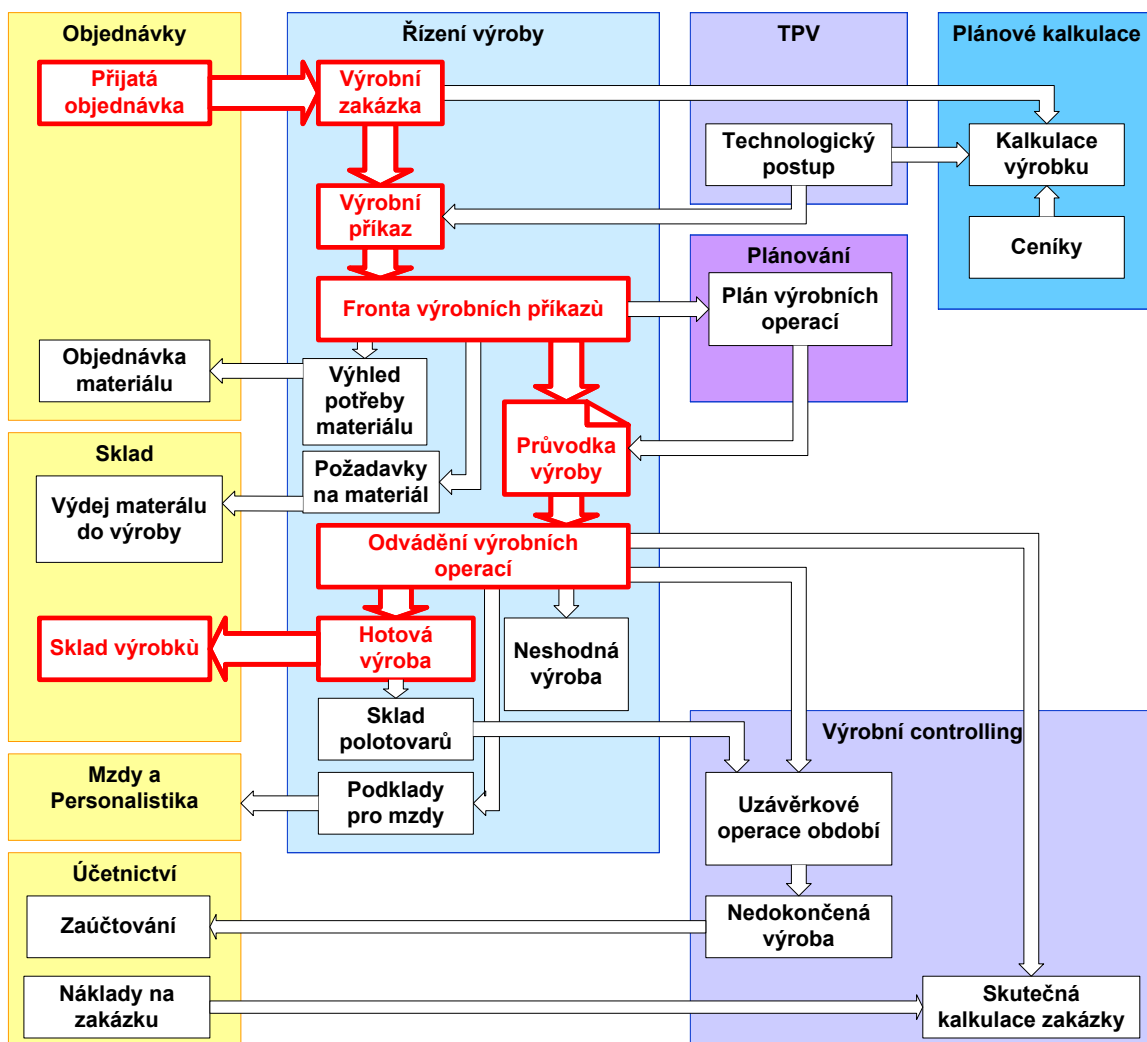 Objednávky
Přijatá
objednávka
Objednávka
materiálu
Sklad
Výdej materálu
do výroby
Sklad výrobků
Mzdy a
Personalistika
Účetnictví
Zaúčtování
Náklady na
zakázku
Řízení výroby
Výrobní
zakázka
Výrobní
příkaz
Fronta výrobních příkazù
Výhled
potřeby
materiálu
Požadavky
na materiál
Průvodka
výroby
Odvádění výrobních
operací
Hotová
výroba
Neshodná
výroba
Sklad
polotovarů
Podklady
pro mzdy
TPV
Technologický
postup
Plánování
Plán výrobních
operací
Plánové kalkulace
Kalkulace
výrobku
Ceníky
Výrobní controlling
Uzávěrkové
operace období
Nedokončená
výroba
Skutečná
kalkulace zakázky